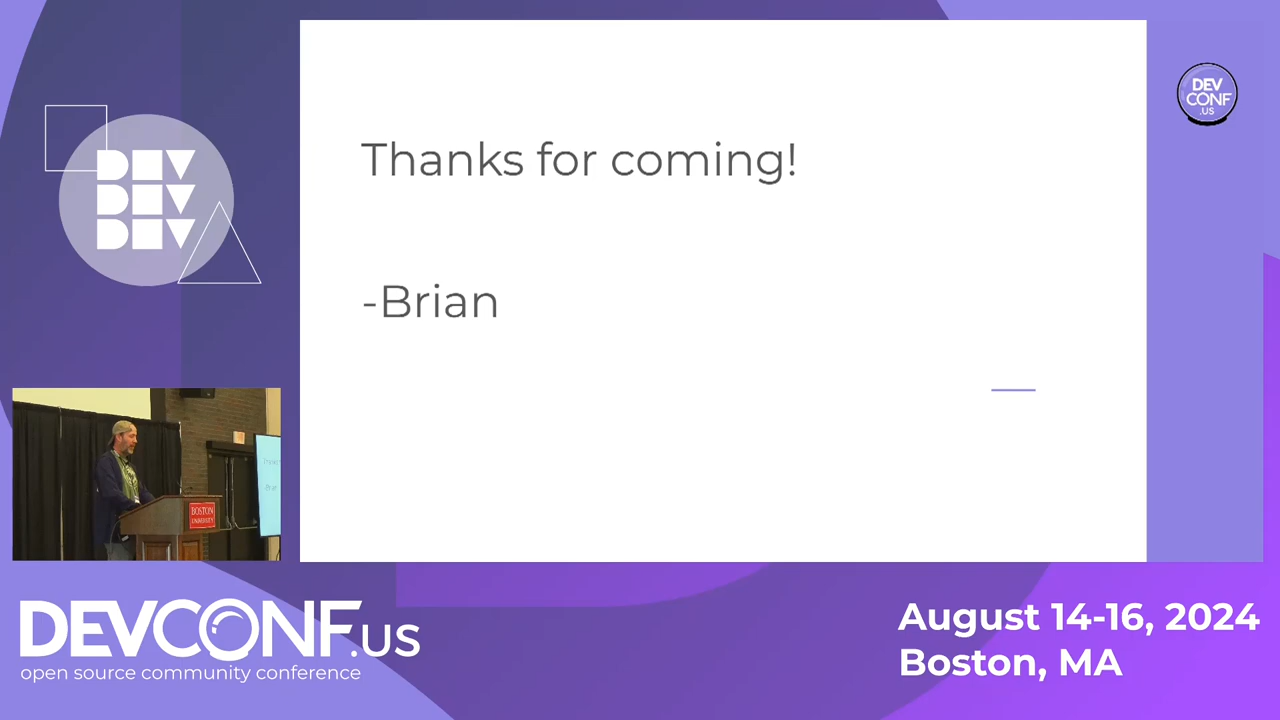 DEV
DEV
DEV
Thanks for coming!
-Brian
DEV
CONF
.US
BOSTON
UNIVERSITY
DEVCONF.us
open source community conference
August 14-16, 2024
Boston, MA